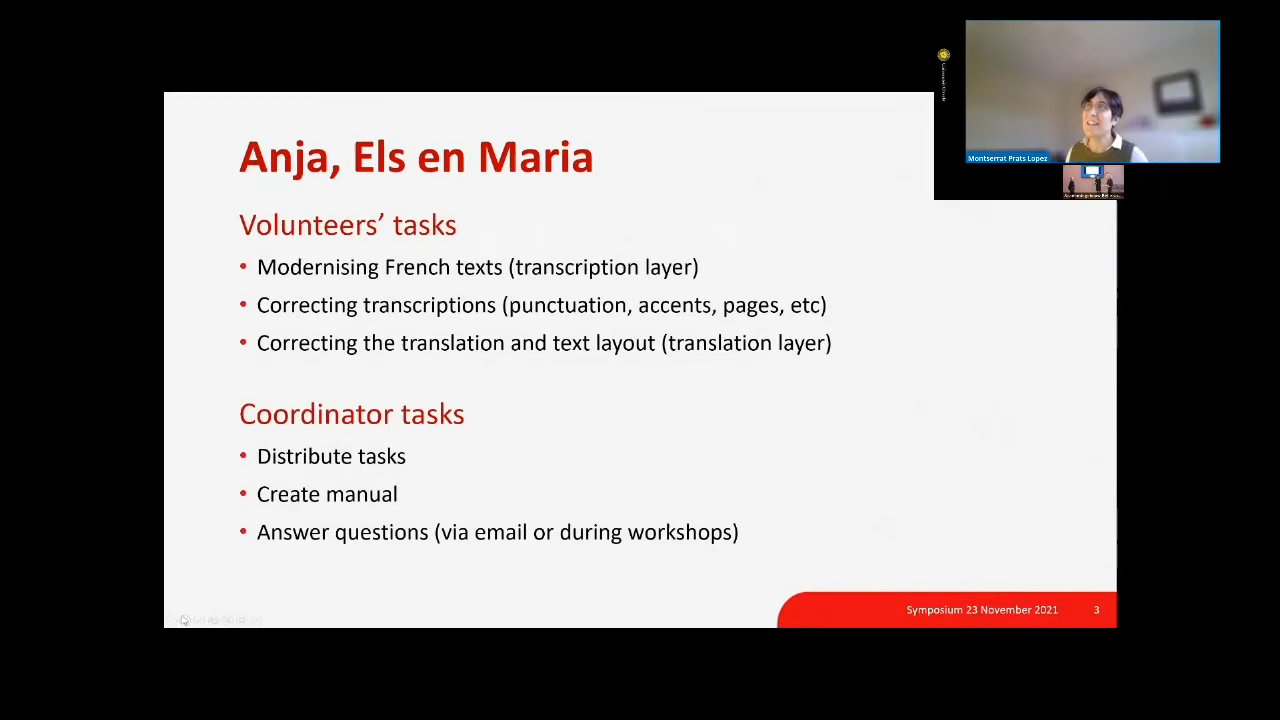 Anja, Els en Maria
Volunteers’ tasks
• Modernising French texts (transcription layer)
• Correcting transcriptions (punctuation, accents, pages, etc)
• Correcting the translation and text layout (translation layer)
Coordinator tasks
• Distribute tasks
• Create manual
• Answer questions (via email or during workshops)
Symposium 23 November 2021 3
Montserrat Prats Lopez